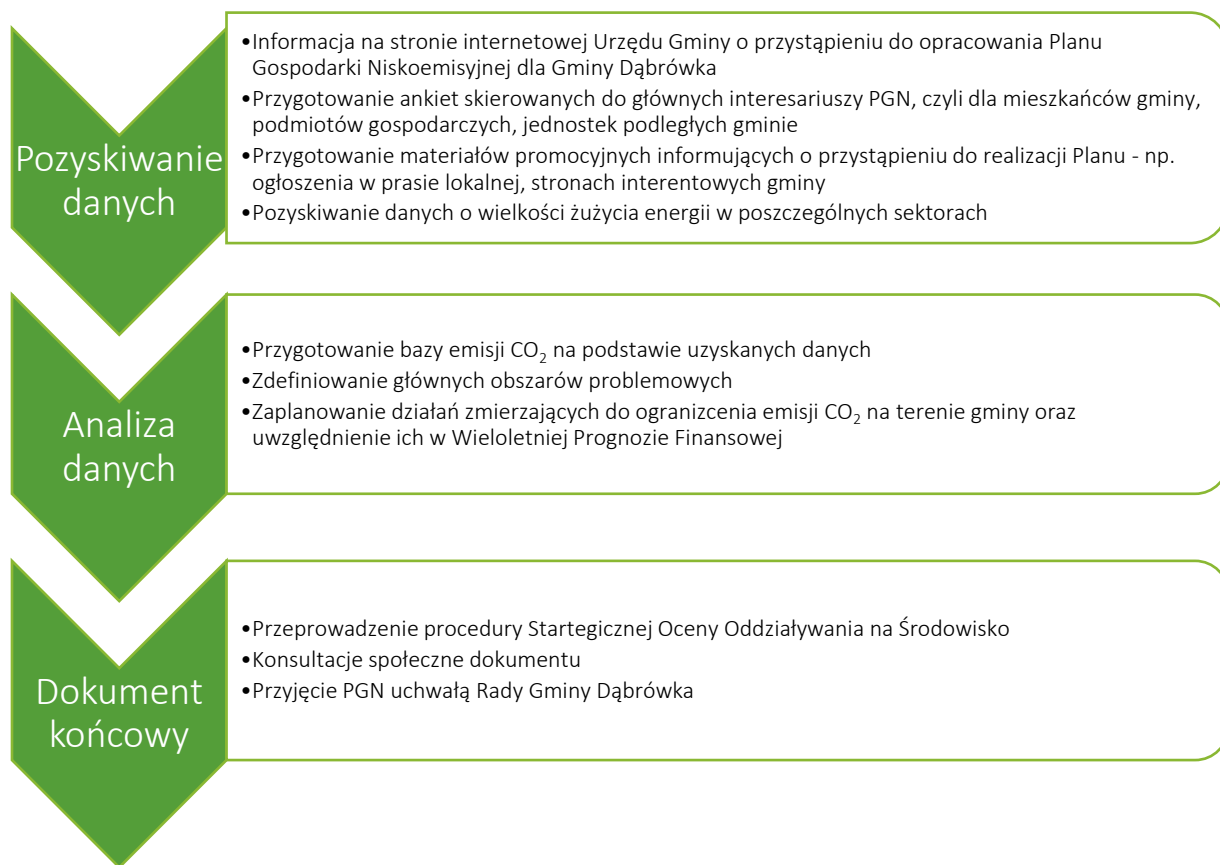 Pozyskiwanie
danych
•Informacja na stronie internetowej Urzędu Gminy o przystąpieniu do opracowania Planu
Gospodarki Niskoemisyjnej dla Gminy Dąbrówka
•Przygotowanie ankiet skierowanych do głównych interesariuszy PGN, czyli dla mieszkańców gminy,
podmiotów gospodarczych, jednostek podległych gminie
•Przygotowanie materiałów promocyjnych informujących o przystąpieniu do realizacji Planu - np.
ogłoszenia w prasie lokalnej, stronach interentowych gminy
•Pozyskiwanie danych o wielkości żużycia energii w poszczególnych sektorach
Analiza
danych
•Przygotowanie bazy emisji CO₂ na podstawie uzyskanych danych
•Zdefiniowanie głównych obszarów problemowych
•Zaplanowanie działań zmierzających do ogranizcenia emisji CO₂ na terenie gminy oraz
uwzględnienie ich w Wieloletniej Prognozie Finansowej
Dokument
końcowy
•Przeprowadzenie procedury Startegicznej Oceny Oddziaływania na Środowisko
•Konsultacje społeczne dokumentu
•Przyjęcie PGN uchwałą Rady Gminy Dąbrówka